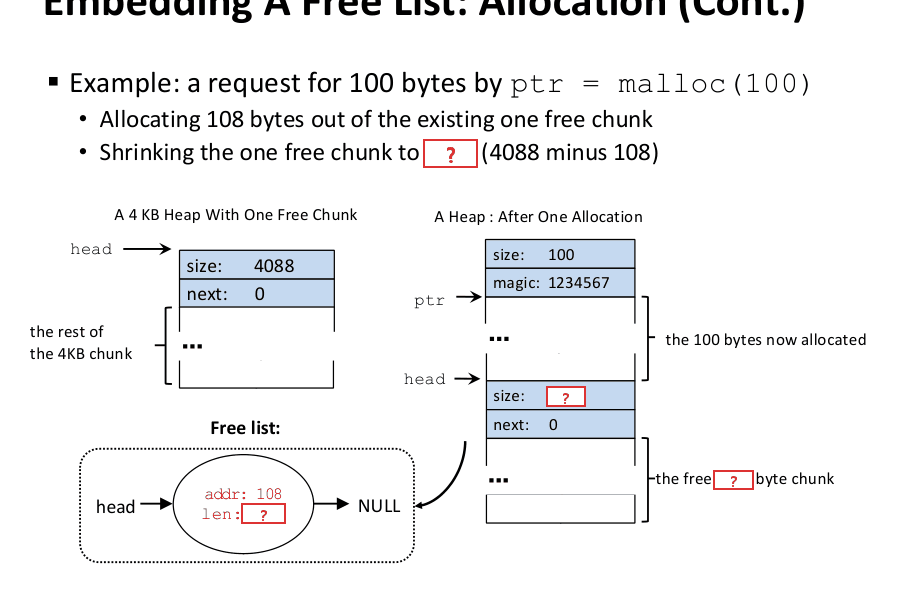 Embedding A Free List: Allocation (Cont.)
▪ Example: a request for 100 bytes by ptr = malloc(100)
• Allocating 108 bytes out of the existing one free chunk
• Shrinking the one free chunk to ? (4088 minus 108)
A 4 KB Heap With One Free Chunk
head
size: 4088
next: 0
the rest of
the 4KB chunk
...
A Heap : After One Allocation
size: 100
magic: 1234567
ptr
...
the 100 bytes now allocated
head
size: ?
next: 0
...
the free ? byte chunk
Free list:
head
addr: 108
len: ?
NULL